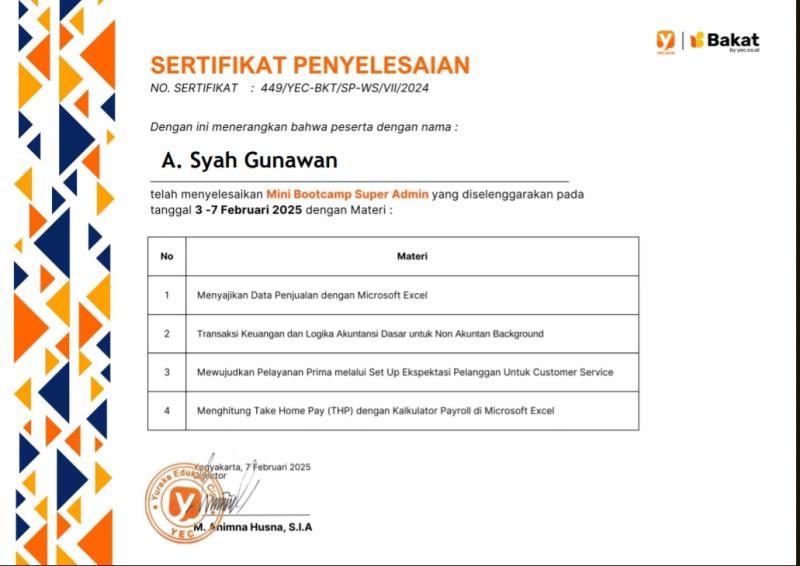 Bakat
by yec.co.id
SERTIFIKAT PENYELESAIAN
NO. SERTIFIKAT : 449/YEC-BKT/SP-WS/VII/2024
Dengan ini menerangkan bahwa peserta dengan nama :
A. Syah Gunawan
telah menyelesaikan Mini Bootcamp Super Admin yang diselenggarakan pada
tanggal 3 -7 Februari 2025 dengan Materi :
No Materi
1 Menyajikan Data Penjualan dengan Microsoft Excel
2 Transaksi Keuangan dan Logika Akuntansi Dasar untuk Non Akuntan Background
3 Mewujudkan Pelayanan Prima melalui Set Up Ekspektasi Pelanggan Untuk Customer Service
4 Menghitung Take Home Pay (THP) dengan Kalkulator Payroll di Microsoft Excel
Yogyakarta, 7 Februari 2025
Director
Yureka Eduka
YEC
M. Animna Husna, S.I.A